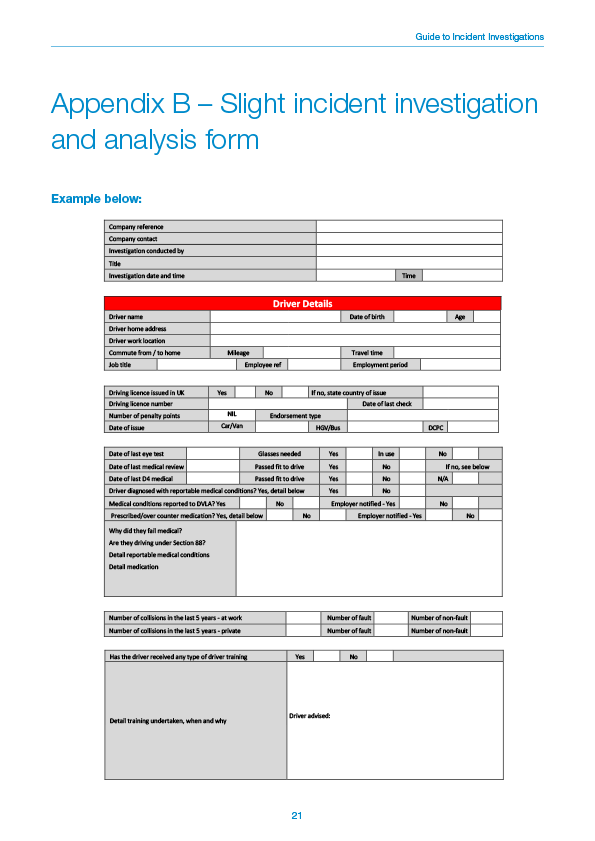 Guide to Incident Investigations
Appendix B – Slight incident investigation
and analysis form
Example below:
Company reference
Company contact
Investigation conducted by
Title
Investigation date and time Time
Driver Details
Driver name Date of birth Age
Driver home address
Driver work location
Commute from / to home Mileage Travel time
Job title Employee ref Employment period
Driving licence issued in UK Yes No If no, state country of issue
Driving licence number Date of last check
Number of penalty points NIL Endorsement type
Date of issue Car/Van HGV/Bus DCPC
Date of last eye test Glasses needed Yes In use No
Date of last medical review Passed fit to drive Yes No If no, see below
Date of last D4 medical Passed fit to drive Yes No N/A
Driver diagnosed with reportable medical conditions? Yes, detail below Yes No
Medical conditions reported to DVLA? Yes No Employer notified - Yes No
Prescribed/over counter medication? Yes, detail below No Employer notified - Yes No
Why did they fail medical?
Are they driving under Section 88?
Detail reportable medical conditions
Detail medication
Number of collisions in the last 5 years - at work Number of fault Number of non-fault
Number of collisions in the last 5 years - private Number of fault Number of non-fault
Has the driver received any type of driver training Yes No
Driver advised:
Detail training undertaken, when and why
21